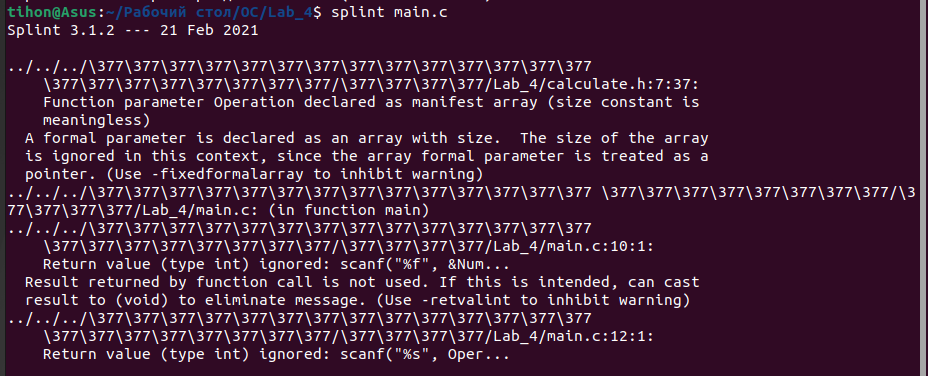 tihon@Asus:~/Рабочий стол/ОС/Lab_4$ splint main.c
Splint 3.1.2 --- 21 Feb 2021
../../../\377\377\377\377\377\377\377\377\377\377\377\377\377\377
\377\377\377\377\377\377\377\377/\377\377\377\377/Lab_4/calculate.h:7:37:
Function parameter Operation declared as manifest array (size constant is
meaningless)
A formal parameter is declared as an array with size.  The size of the array
is ignored in this context, since the array formal parameter is treated as a
pointer. (Use -fixedformalarray to inhibit warning)
../../../\377\377\377\377\377\377\377\377\377\377\377\377\377\377 \377\377\377\377\377\377\377\377/\3
77\377\377\377/Lab_4/main.c: (in function main)
../../../\377\377\377\377\377\377\377\377\377\377\377\377\377\377
\377\377\377\377\377\377\377\377/\377\377\377\377/Lab_4/main.c:10:1:
Return value (type int) ignored: scanf("%f", &Num...
Result returned by function call is not used. If this is intended, can cast
result to (void) to eliminate message. (Use -retvalint to inhibit warning)
../../../\377\377\377\377\377\377\377\377\377\377\377\377\377\377
\377\377\377\377\377\377\377\377/\377\377\377\377/Lab_4/main.c:12:1:
Return value (type int) ignored: scanf("%s", Oper...